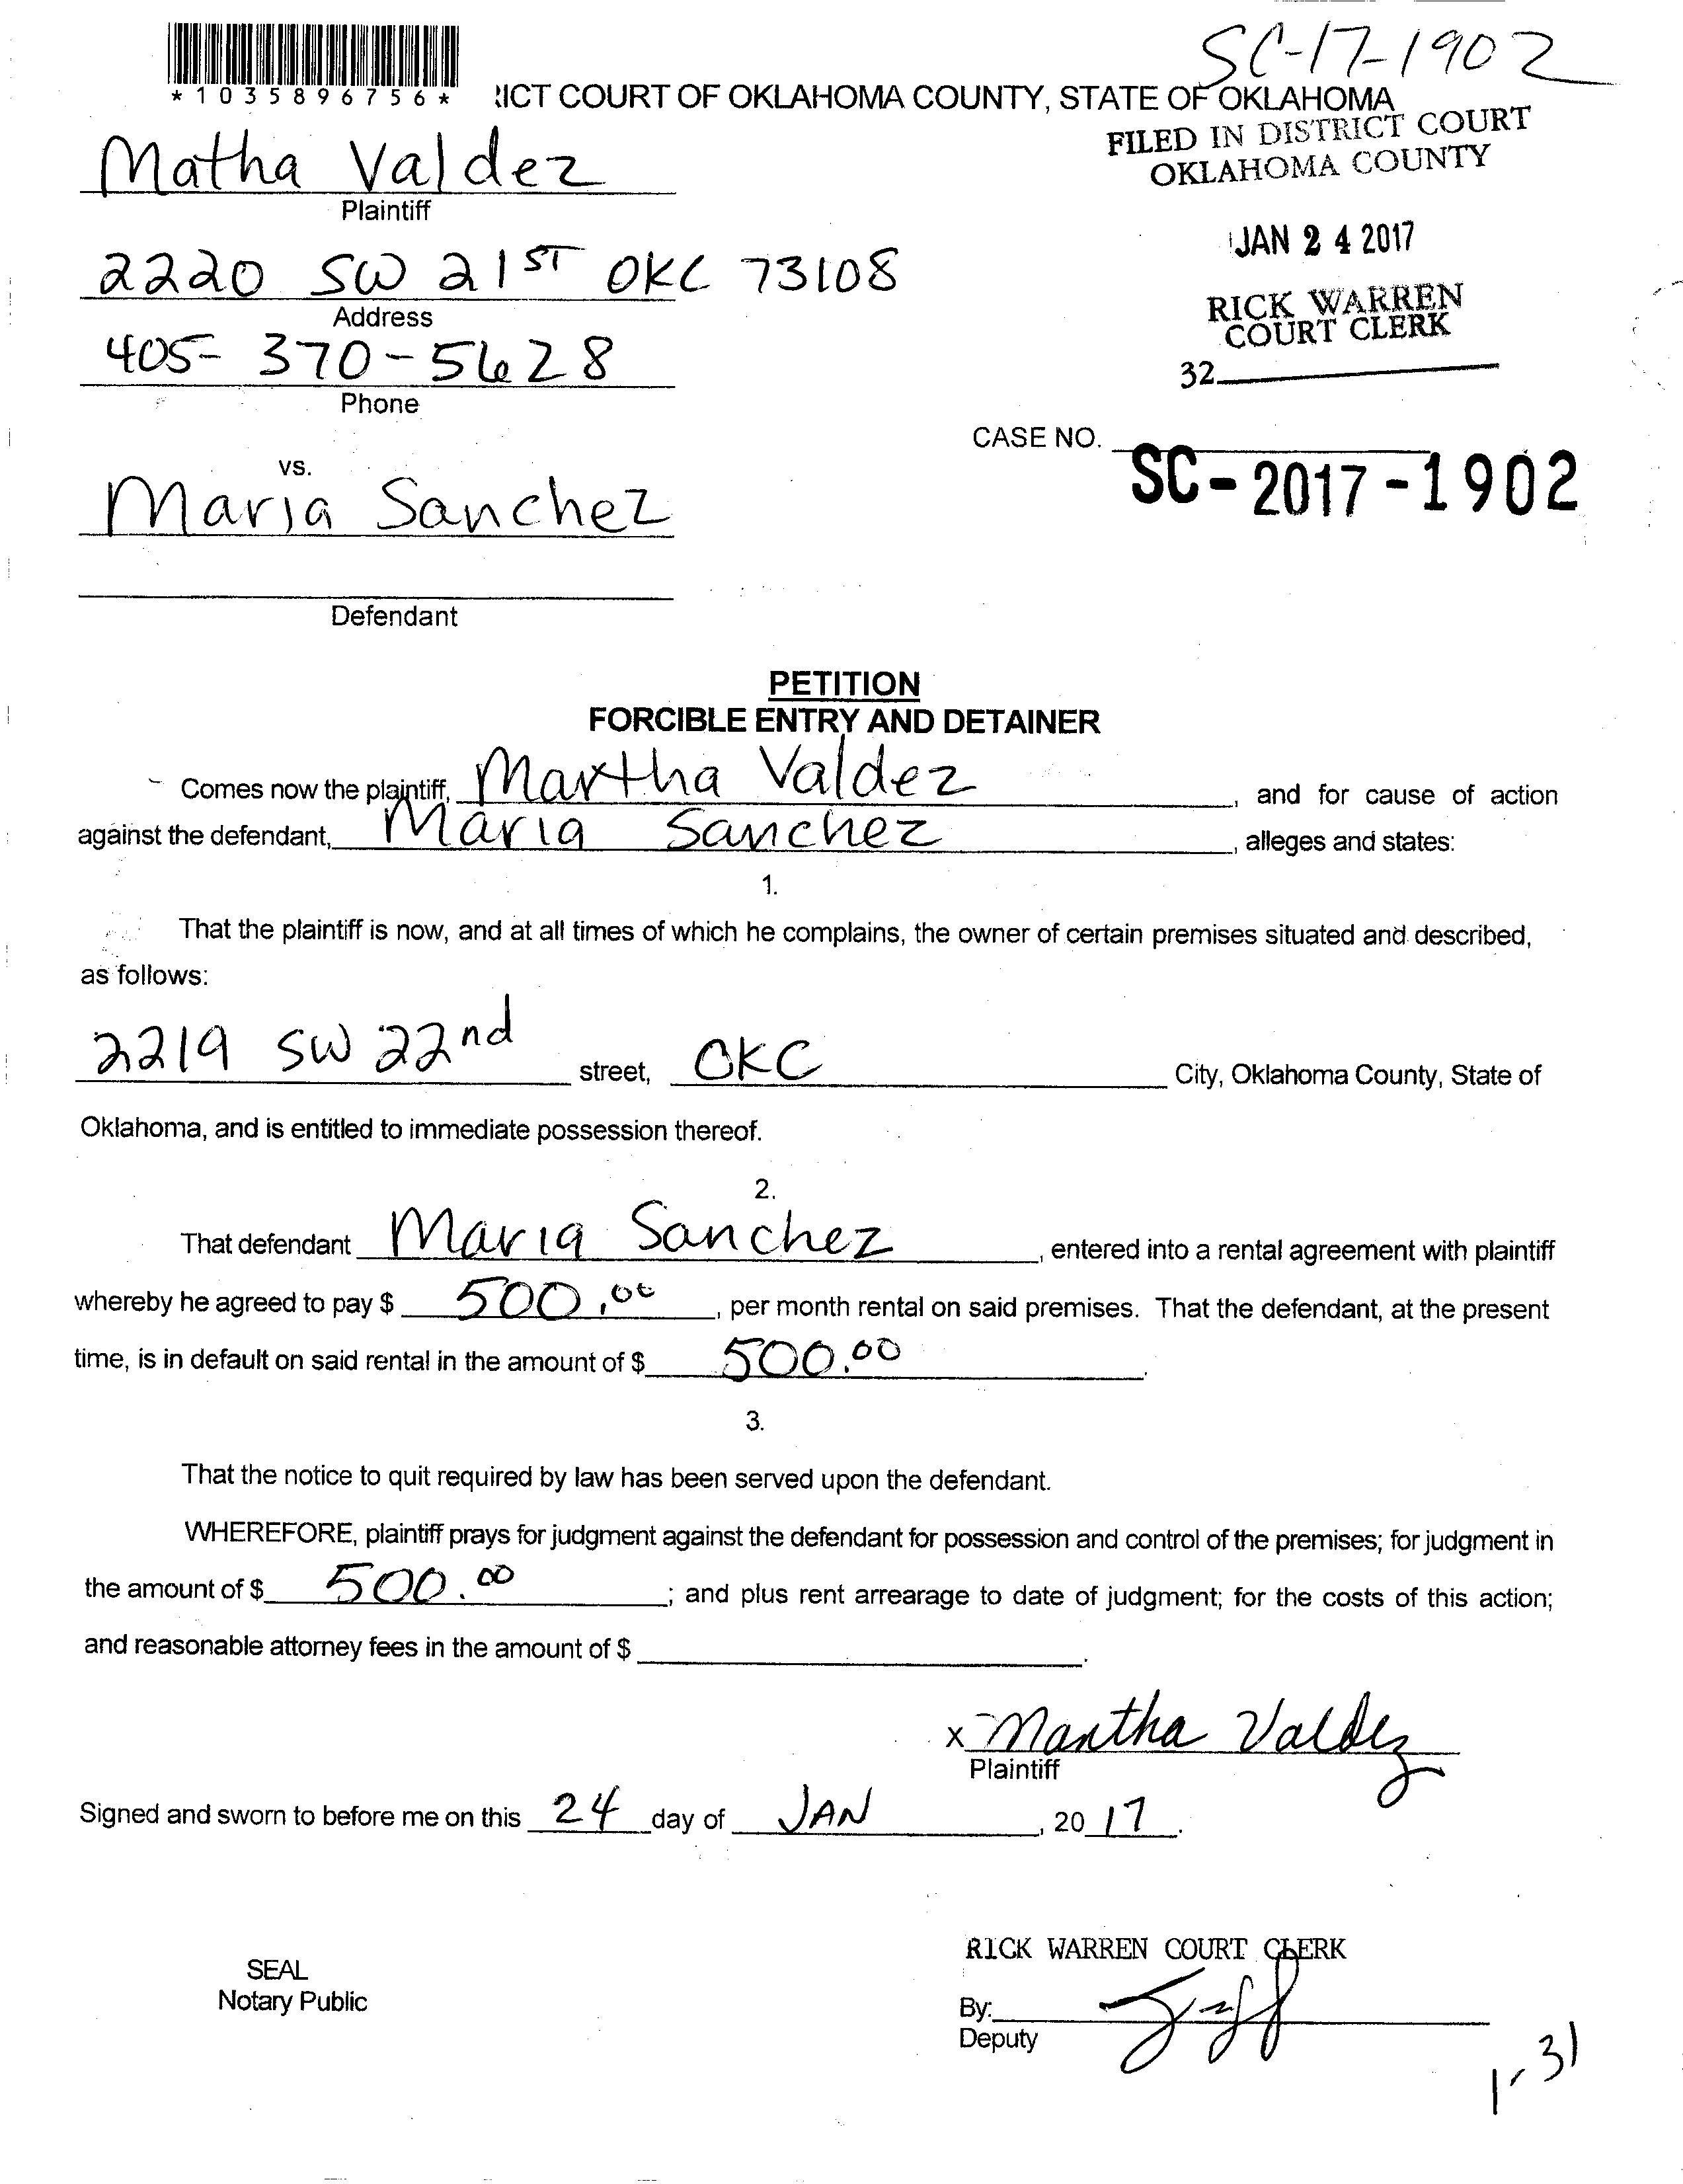 SC-17-1902
*1035896756*
ICT COURT OF OKLAHOMA COUNTY, STATE OF OKLAHOMA
FILED IN DISTRICT COURT
OKLAHOMA COUNTY
Matha Valdez
Plaintiff
JAN 24 2017
2220 SW 21ST OKC 73108
Address
RICK WARREN
COURT CLERK
405-370-5628
Phone
32
CASE NO.
SC-2017-1902
vs.
Maria Sanchez
Defendant
PETITION
FORCIBLE ENTRY AND DETAINER
Comes now the plaintiff, Martha Valdez, and for cause of action
against the defendant, Maria Sanchez, alleges and states:
1.
That the plaintiff is now, and at all times of which he complains, the owner of certain premises situated and described,
as follows:
2219 SW 22nd street, OKC City, Oklahoma County, State of
Oklahoma, and is entitled to immediate possession thereof.
2.
That defendant Maria Sanchez, entered into a rental agreement with plaintiff
whereby he agreed to pay $ 500.00, per month rental on said premises. That the defendant, at the present
time, is in default on said rental in the amount of $ 500.00.
3.
That the notice to quit required by law has been served upon the defendant.
WHEREFORE, plaintiff prays for judgment against the defendant for possession and control of the premises; for judgment in
the amount of $ 500.00; and plus rent arrearage to date of judgment; for the costs of this action;
and reasonable attorney fees in the amount of $ .
x Martha Valdez
Plaintiff
Signed and sworn to before me on this 24 day of JAN, 20 17.
RICK WARREN COURT CLERK
SEAL
Notary Public
By:
Deputy
1-31